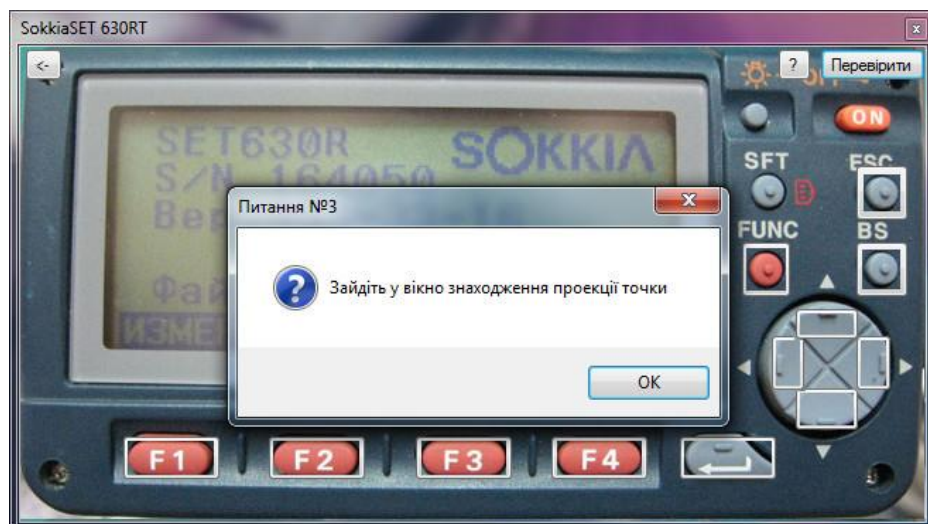 SokkiaSET 630RT
x
<-
?
Перевірити
ON
SET630R SOKKIA
S/N 164050
SFT ESC
Питання №3
x
FUNC BS
? Зайдіть у вікно знаходження проекції точки
OK
F1 F2 F3 F4